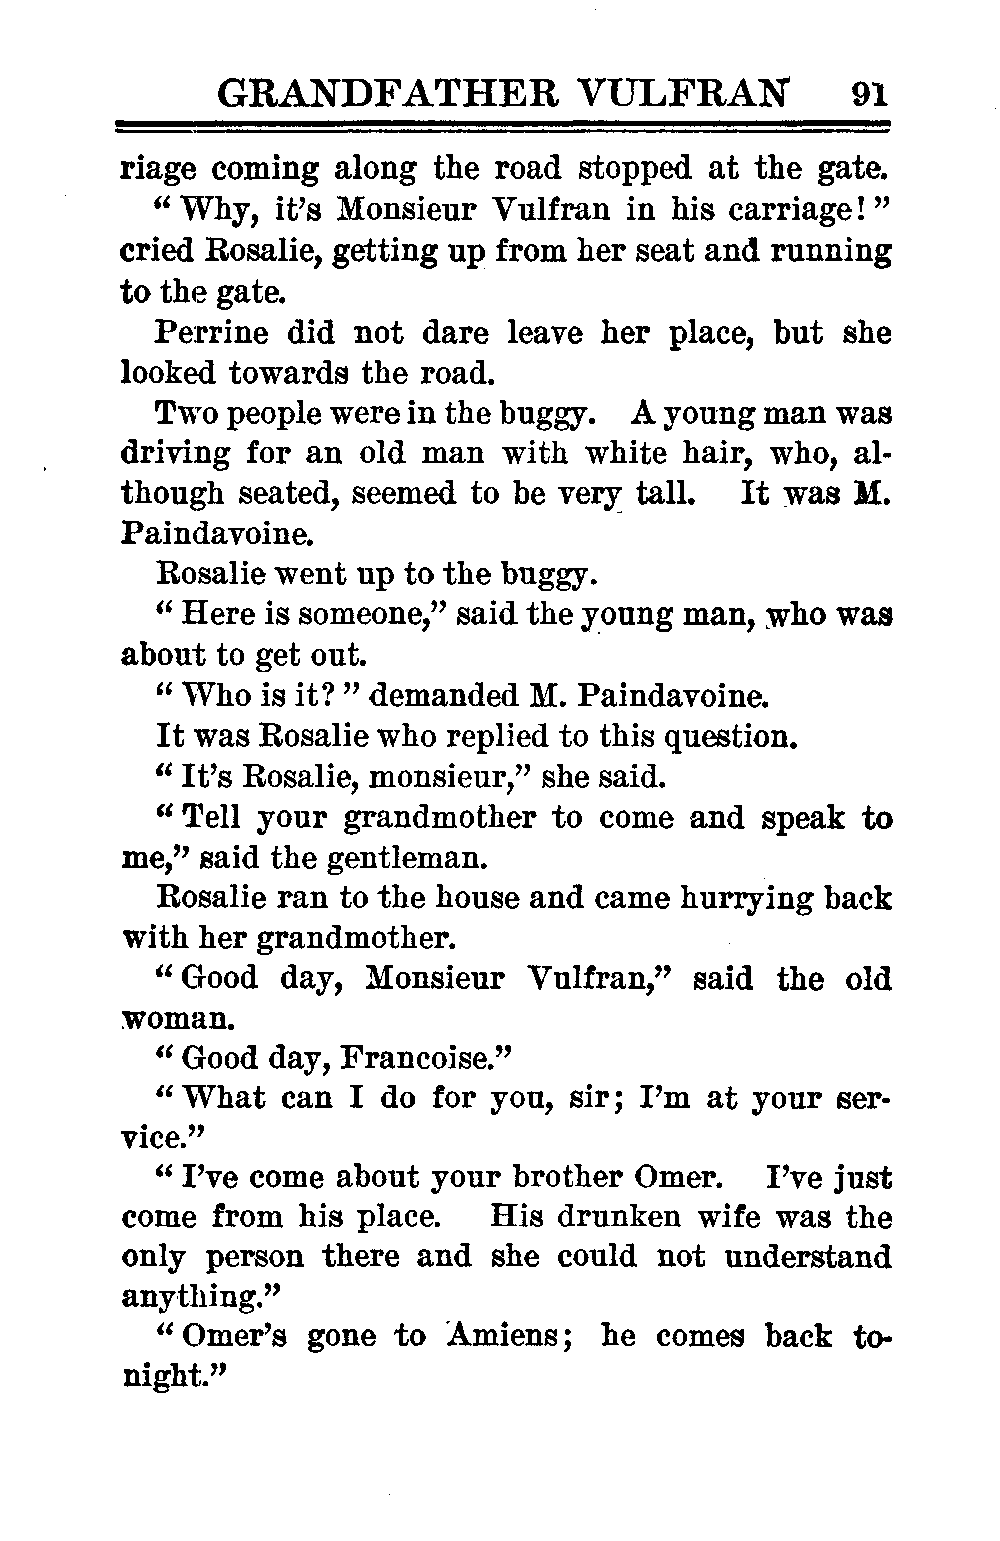 GRANDFATHER VULFRAN 91
riage coming along the road stopped at the gate.
“ Why, it’s Monsieur Vulfran in his carriage! ”
cried Rosalie, getting up from her seat and running
to the gate.
Perrine did not dare leave her place, but she
looked towards the road.
Two people were in the buggy. A young man was
driving for an old man with white hair, who, al-
though seated, seemed to be very tall. It was M.
Paindavoine.
Rosalie went up to the buggy.
“ Here is someone,” said the young man, who was
about to get out.
“ Who is it? ” demanded M. Paindavoine.
It was Rosalie who replied to this question.
“ It’s Rosalie, monsieur,” she said.
“ Tell your grandmother to come and speak to
me,” said the gentleman.
Rosalie ran to the house and came hurrying back
with her grandmother.
“ Good day, Monsieur Vulfran,” said the old
woman.
“ Good day, Francoise.”
“ What can I do for you, sir; I’m at your ser-
vice.”
“ I’ve come about your brother Omer. I’ve just
come from his place. His drunken wife was the
only person there and she could not understand
anything.”
“ Omer’s gone to Amiens; he comes back to-
night.”